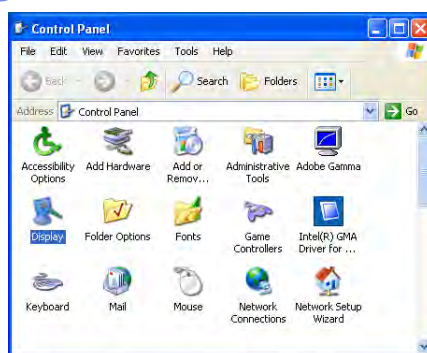 Control Panel
File Edit View Favorites Tools Help
Back Search Folders
Address Control Panel Go
Accessibility Options
Add Hardware
Add or Remov...
Administrative Tools
Adobe Gamma
Display
Folder Options
Fonts
Game Controllers
Intel(R) GMA Driver for ...
Keyboard
Mail
Mouse
Network Connections
Network Setup Wizard